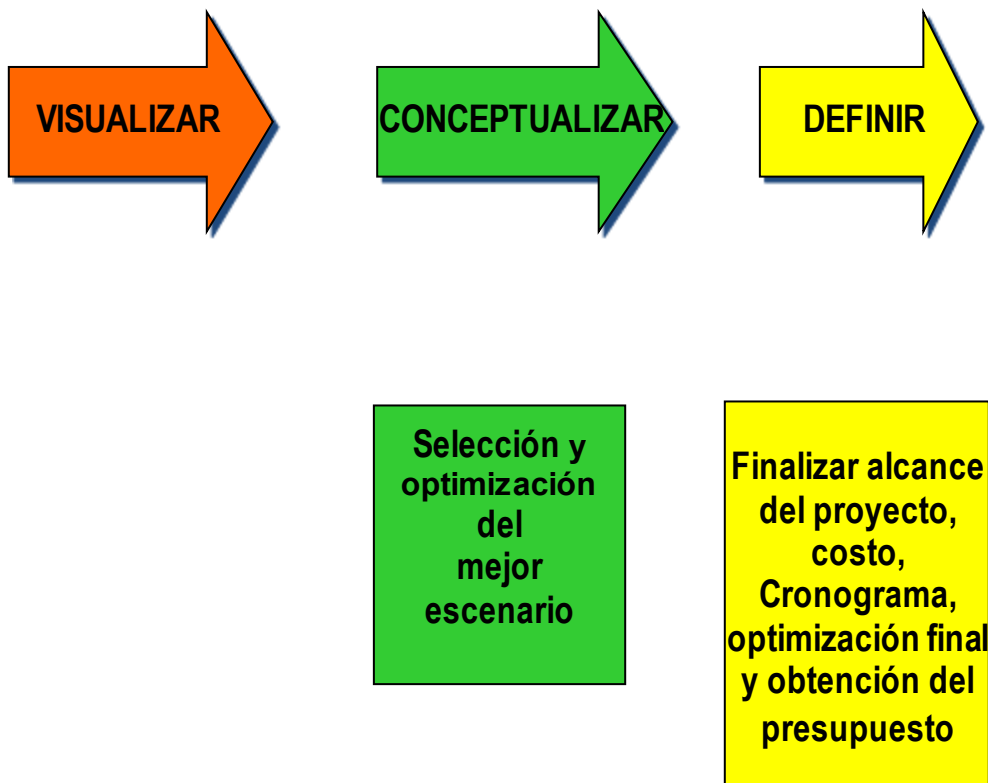 VISUALIZAR
CONCEPTUALIZAR
DEFINIR
Selección y
optimización
del
mejor
escenario
Finalizar alcance
del proyecto,
costo,
Cronograma,
optimización final
y obtención del
presupuesto